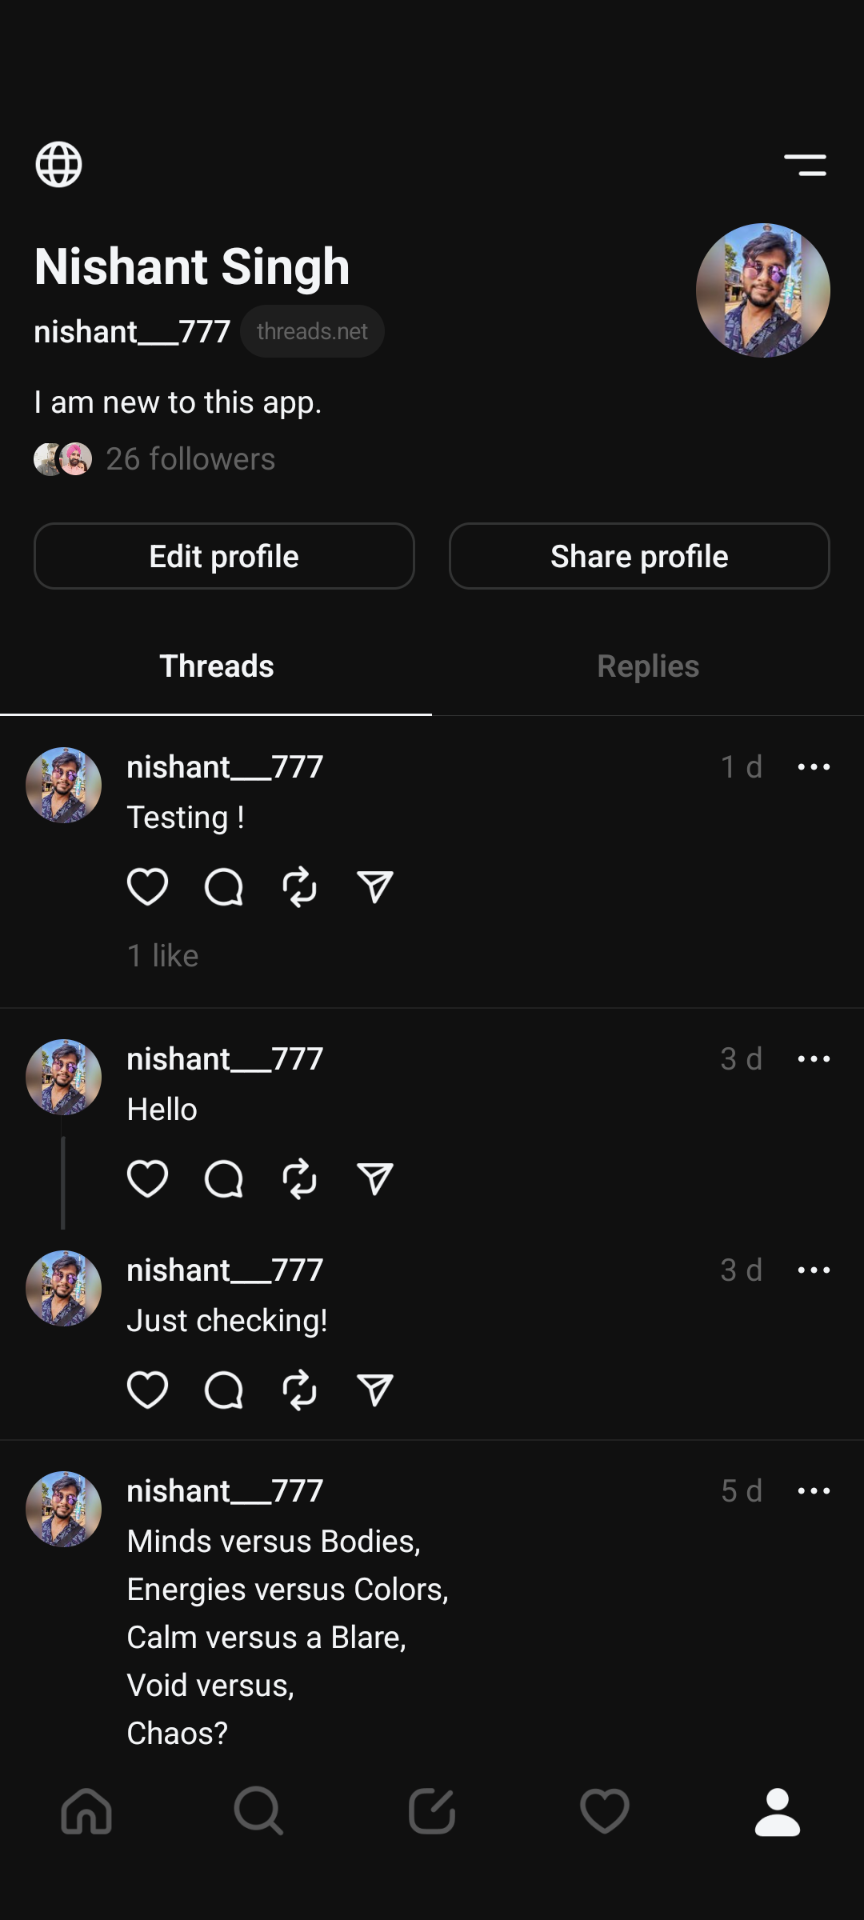 Nishant Singh
nishant___777 threads.net
I am new to this app.
26 followers
Edit profile Share profile
Threads Replies
nishant___777 1 d
Testing !
1 like
nishant___777 3 d
Hello
nishant___777 3 d
Just checking!
nishant___777 5 d
Minds versus Bodies,
Energies versus Colors,
Calm versus a Blare,
Void versus,
Chaos?